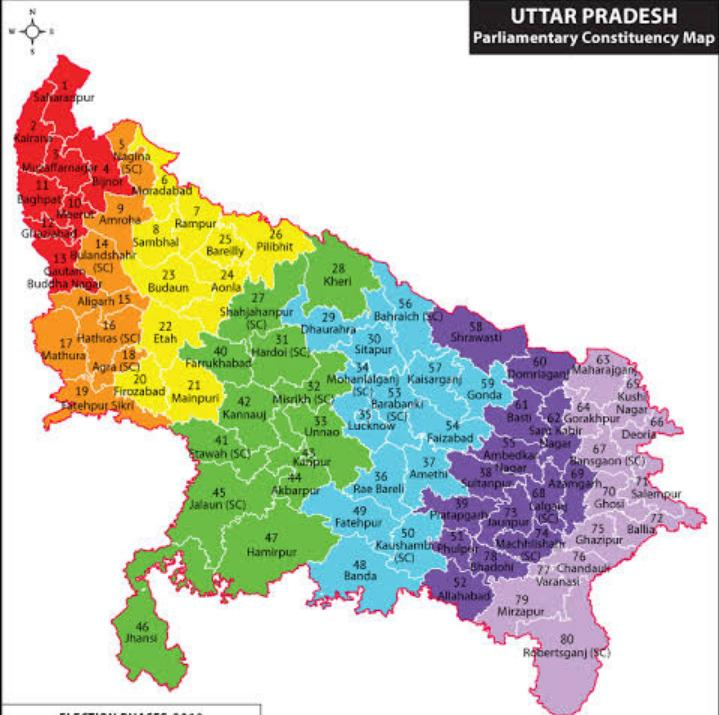 UTTAR PRADESH
Parliamentary Constituency Map
N
W
S
1
Saharanpur
2
Kairana
3
Muzaffarnagar
4
Bijnor
5
Nagina
(SC)
6
Moradabad
7
Rampur
8
Sambhal
9
Amroha
10
Meerut
11
Baghpat
12
Ghaziabad
13
Gautam
Buddha Nagar
14
Bulandshahr
(SC)
Aligarh 15
16
Hathras (SC)
17
Mathura
18
Agra (SC)
19
Fatehpur Sikri
20
Firozabad
21
Mainpuri
22
Etah
23
Budaun
24
Aonla
25
Bareilly
26
Pilibhit
27
Shahjahanpur
(SC)
28
Kheri
29
Dhaurahra
30
Sitapur
31
Hardoi (SC)
32
Misrikh (SC)
33
Unnao
34
Mohanlalganj
(SC)
35
Lucknow
36
Rae Bareli
37
Amethi
38
Sultanpur
39
Pratapgarh
40
Farrukhabad
41
Etawah (SC)
42
Kannauj
43
Kanpur
44
Akbarpur
45
Jalaun (SC)
46
Jhansi
47
Hamirpur
48
Banda
49
Fatehpur
50
Kaushambi
(SC)
51
Phulpur
52
Allahabad
53
Barabanki
(SC)
54
Faizabad
55
Ambedkar
Nagar
56
Bahraich (SC)
57
Kaisarganj
58
Shrawasti
59
Gonda
60
Domriaganj
61
Basti
62
Sant Kabir
Nagar
63
Maharajganj
64
Gorakhpur
65
Kushi
Nagar
66
Deoria
67
Bansgaon (SC)
68
Lalganj
(SC)
69
Azamgarh
70
Ghosi
71
Salempur
72
Ballia
73
Jaunpur
74
Machhlishahr
(SC)
75
Ghazipur
76
Chandauli
77
Varanasi
78
Bhadohi
79
Mirzapur
80
Robertsganj (SC)